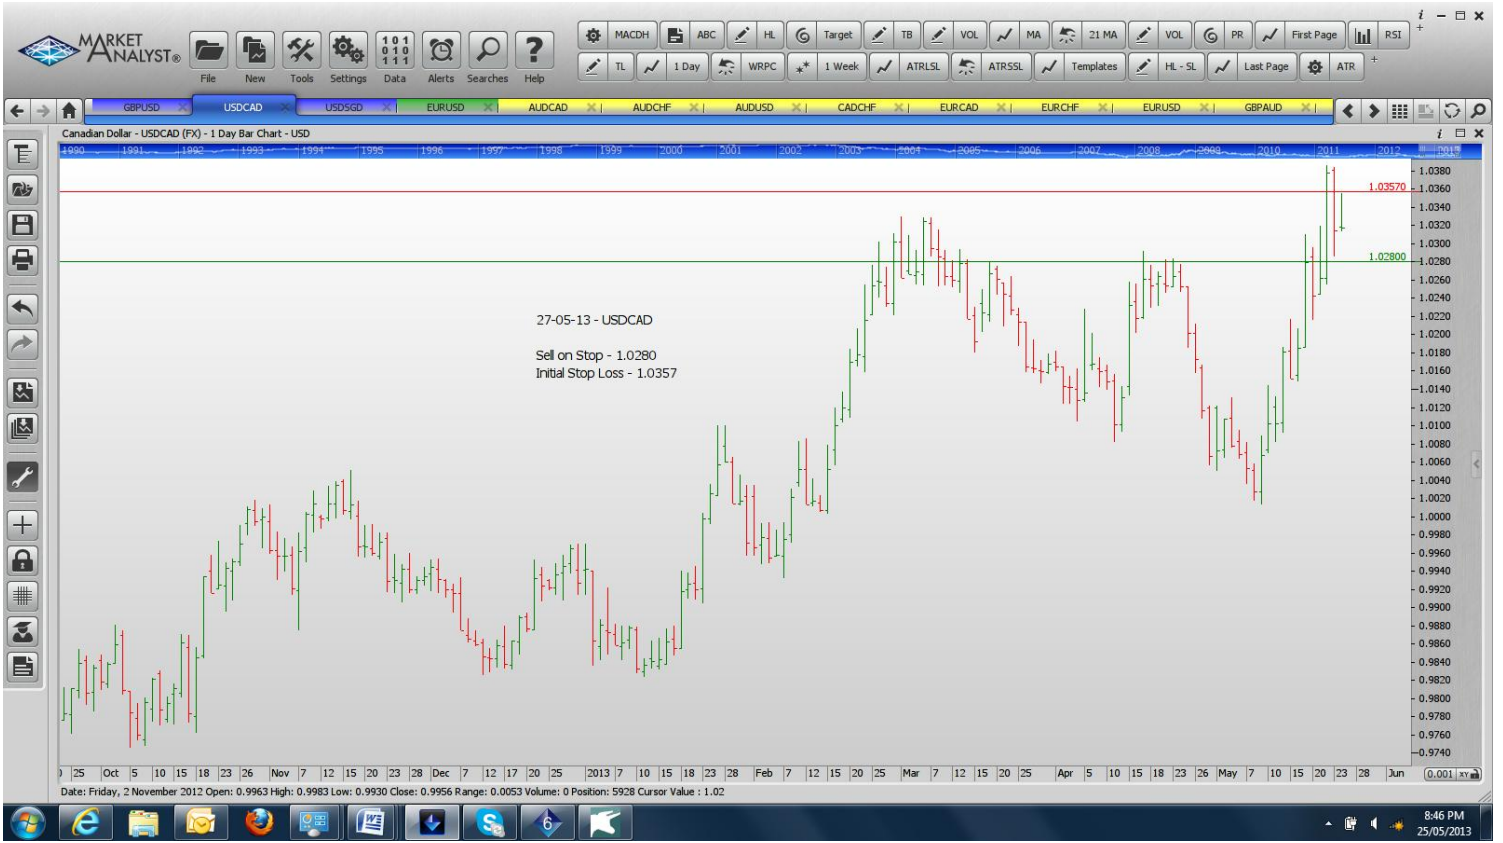 MARKET
ANALYST®
File
New
Tools
Settings
Data
Alerts
Searches
Help
MACDH
ABC
HL
Target
TB
VOL
MA
21 MA
VOL
PR
First Page
RSI
TL
1 Day
WRPC
1 Week
ATRLSL
ATRSSL
Templates
HL - SL
Last Page
ATR
GBPUSD
USDCAD
USDSGD
EURUSD
AUDCAD
AUDCHF
AUDUSD
CADCHF
EURCAD
EURCHF
EURUSD
GBPAUD
Canadian Dollar - USDCAD (FX) - 1 Day Bar Chart - USD
1990 1991 1992 1993 1994 1995 1996 1997 1998 1999 2000 2001 2002 2003 2004 2005 2006 2007 2008 2009 2010 2011 2012
1.0380
1.03570
1.0360
1.0340
1.0320
1.0300
1.02800
1.0280
1.0260
1.0240
27-05-13 - USDCAD
1.0220
1.0200
Sell on Stop - 1.0280
1.0180
Initial Stop Loss - 1.0357
1.0160
1.0140
1.0120
1.0100
1.0080
1.0060
1.0040
1.0020
1.0000
0.9980
0.9960
0.9940
0.9920
0.9900
0.9880
0.9860
0.9840
0.9820
0.9800
0.9780
0.9760
0.9740
25 Oct 5 10 15 18 23 26 Nov 7 12 15 20 23 28 Dec 7 12 17 20 25 2013 7 10 15 18 23 28 Feb 7 12 15 20 25 Mar 7 12 15 20 25 Apr 5 10 15 18 23 26 May 7 10 15 20 23 28 Jun 0.001 XY
Date: Friday, 2 November 2012 Open: 0.9963 High: 0.9983 Low: 0.9930 Close: 0.9956 Range: 0.0053 Volume: 0 Position: 5928 Cursor Value : 1.02
8:46 PM
25/05/2013